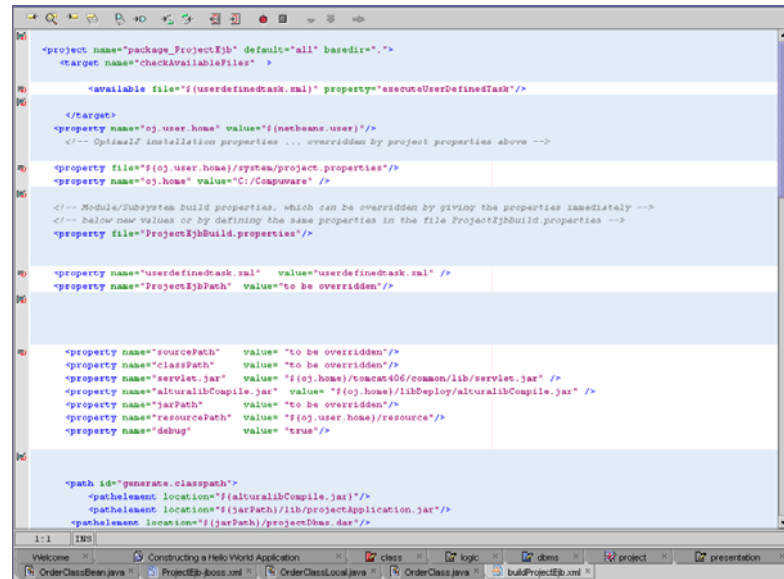 <project name="package_ProjectEjb" default="all" basedir=".">
<target name="checkAvailableFiles" >
<available file="${userdefinedtask.xml}" property="executeUserDefinedTask"/>
</target>
<property name="oj.user.home" value="${netbeans.user}"/>
<!-- OptimalJ installation properties ... overridden by project properties above -->
<property file="${oj.user.home}/system/project.properties"/>
<property name="oj.home" value="C:/Compuware" />
<!-- Module/Subsystem build properties, which can be overridden by giving the properties immediately -->
<!-- below new values or by defining the same properties in the file ProjectEjbBuild.properties -->
<property file="ProjectEjbBuild.properties"/>
<property name="userdefinedtask.xml" value="userdefinedtask.xml" />
<property name="ProjectEjbPath" value="to be overridden"/>
<property name="sourcePath" value= "to be overridden"/>
<property name="classPath" value= "to be overridden"/>
<property name="servlet.jar" value= "${oj.home}/tomcat406/common/lib/servlet.jar" />
<property name="alturalibCompile.jar" value= "${oj.home}/libDeploy/alturalibCompile.jar" />
<property name="jarPath" value= "to be overridden"/>
<property name="resourcePath" value= "${oj.user.home}/resource"/>
<property name="debug" value= "true"/>
<path id="generate.classpath">
<pathelement location="${alturalibCompile.jar}"/>
<pathelement location="${jarPath}/lib/projectApplication.jar"/>
<pathelement location="${jarPath}/projectDbms.dar"/>
1:1 INS
Welcome Constructing a Hello World Application class logic dbms project presentation
OrderClassBean.java ProjectEjb-jboss.xml OrderClassLocal.java OrderClass.java buildProjectEjb.xml